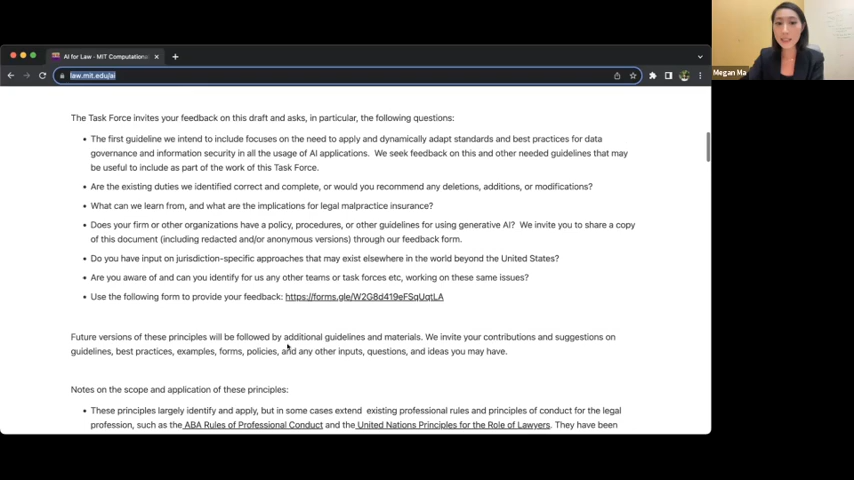 Megan Ma
AI for Law - MIT Computationa
law.mit.edu/ai
The Task Force invites your feedback on this draft and asks, in particular, the following questions:
• The first guideline we intend to include focuses on the need to apply and dynamically adapt standards and best practices for data
governance and information security in all the usage of AI applications. We seek feedback on this and other needed guidelines that may
be useful to include as part of the work of this Task Force.
• Are the existing duties we identified correct and complete, or would you recommend any deletions, additions, or modifications?
• What can we learn from, and what are the implications for legal malpractice insurance?
• Does your firm or other organizations have a policy, procedures, or other guidelines for using generative AI? We invite you to share a copy
of this document (including redacted and/or anonymous versions) through our feedback form.
• Do you have input on jurisdiction-specific approaches that may exist elsewhere in the world beyond the United States?
• Are you aware of and can you identify for us any other teams or task forces etc, working on these same issues?
• Use the following form to provide your feedback: https://forms.gle/W2G8d419eFSqUqtLA
Future versions of these principles will be followed by additional guidelines and materials. We invite your contributions and suggestions on
guidelines, best practices, examples, forms, policies, and any other inputs, questions, and ideas you may have.
Notes on the scope and application of these principles:
• These principles largely identify and apply, but in some cases extend existing professional rules and principles of conduct for the legal
profession, such as the ABA Rules of Professional Conduct and the United Nations Principles for the Role of Lawyers. They have been